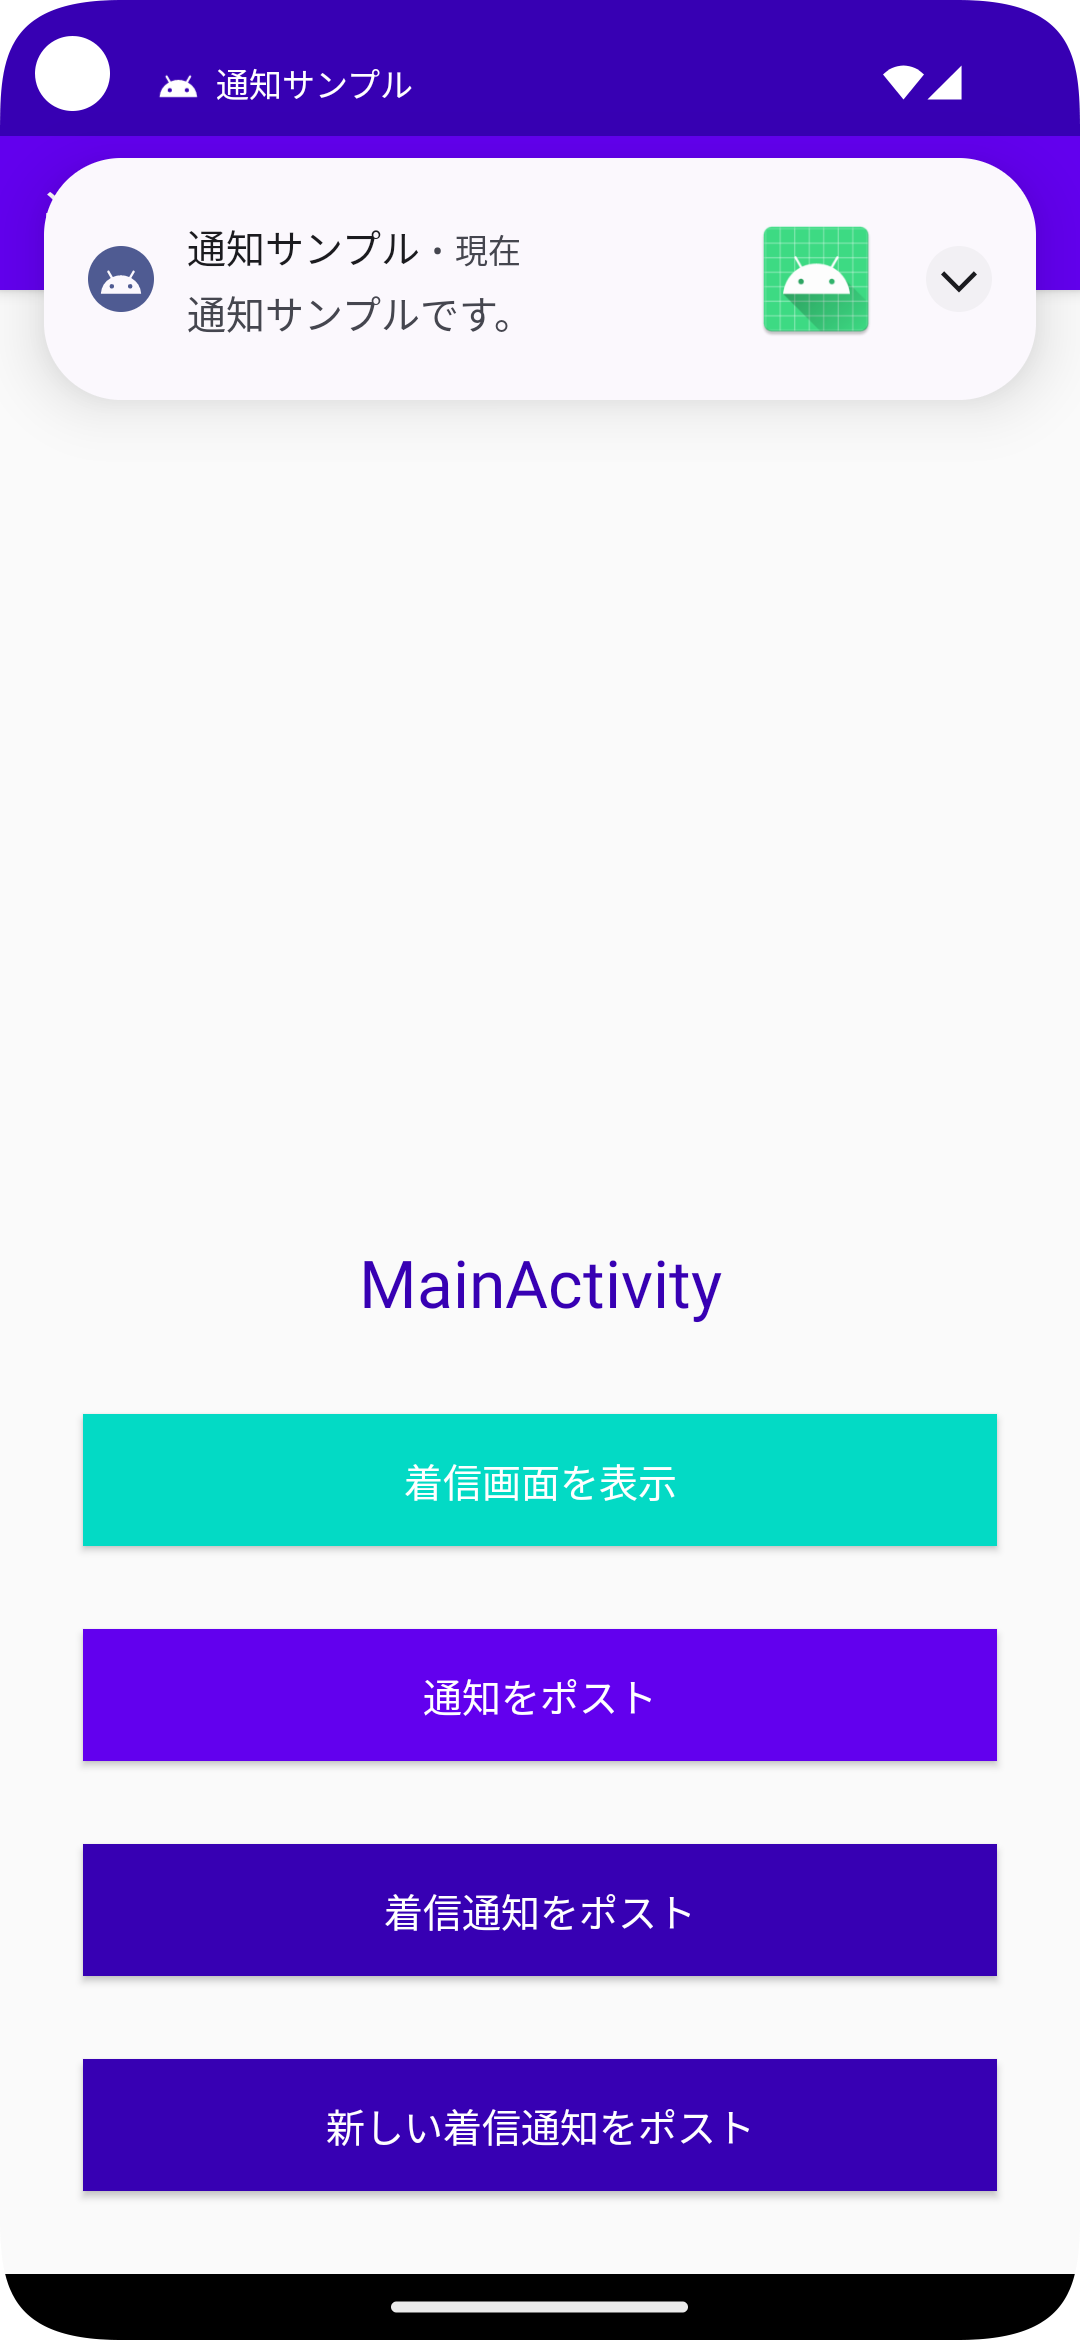 通知サンプル
通知サンプル・現在
通知サンプルです。
MainActivity
着信画面を表示
通知をポスト
着信通知をポスト
新しい着信通知をポスト